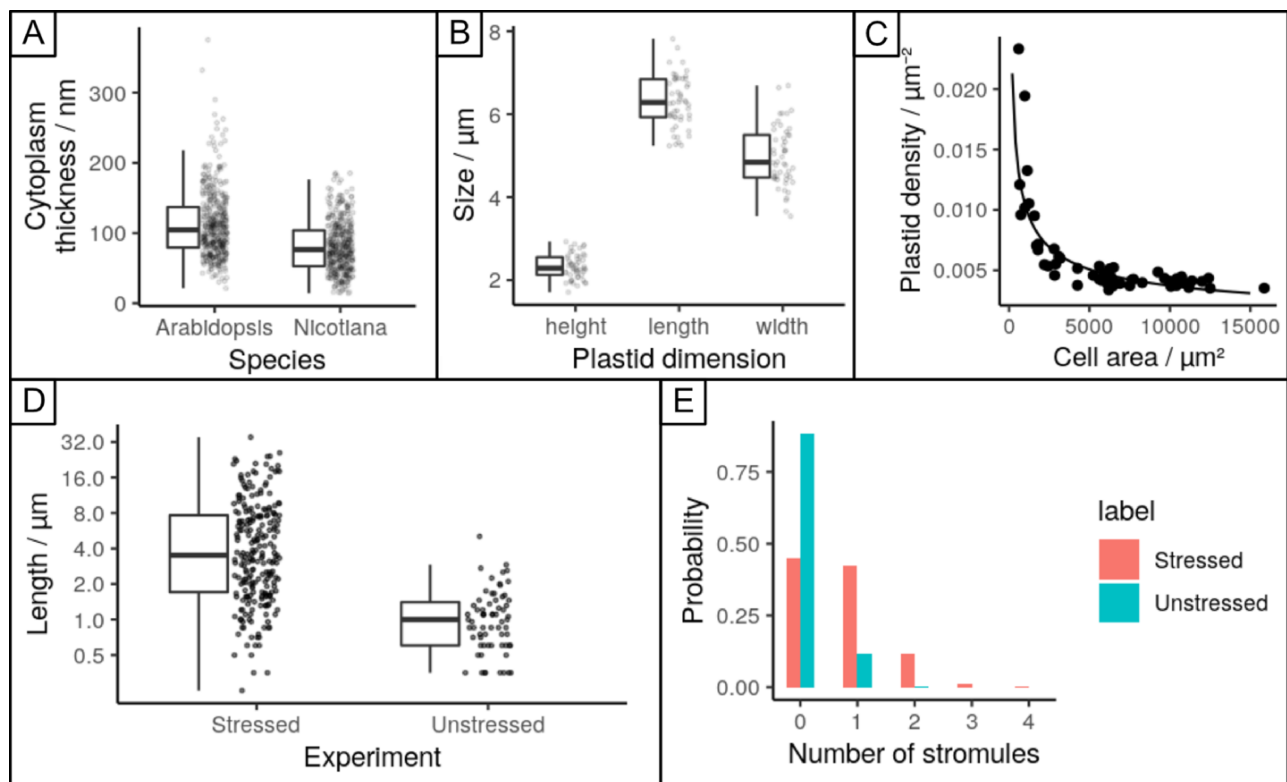 A
Cytoplasm
thickness / nm
300
200
100
0
Arabidopsis
Nicotiana
Species
B
Size / µm
8
6
4
2
height
length
width
Plastid dimension
C
Plastid density / µm⁻²
0.020
0.015
0.010
0.005
0
5000
10000
15000
Cell area / µm²
D
Length / µm
32.0
16.0
8.0
4.0
2.0
1.0
0.5
Stressed
Unstressed
Experiment
E
Probability
0.75
0.50
0.25
0.00
0
1
2
3
4
Number of stromules
label
Stressed
Unstressed